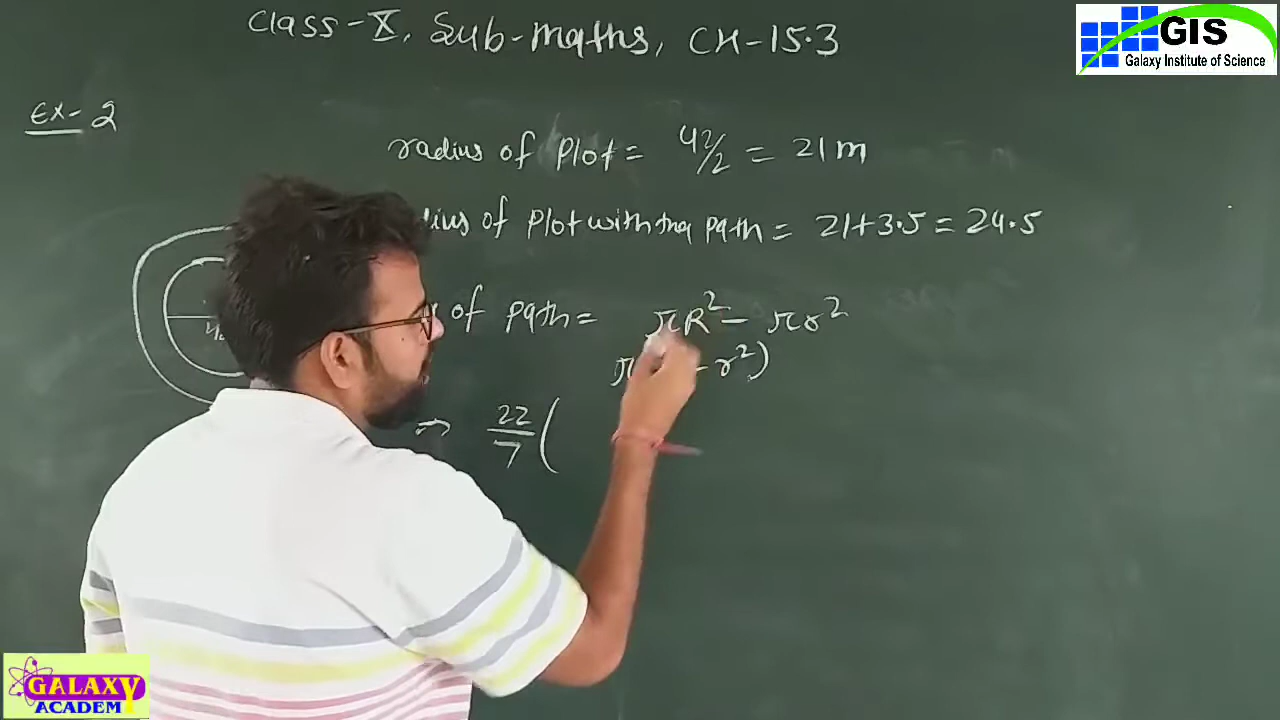 Class-X, Sub-Maths, CH-15.3
GIS
Galaxy Institute of Science
Ex-2
radius of Plot = 42/2 = 21 m
of Plot with the Path = 21+3.5 = 24.5
of Path = πR² - πr²
π - r²)
⇒ 22/7 (
GALAXY
ACADEM